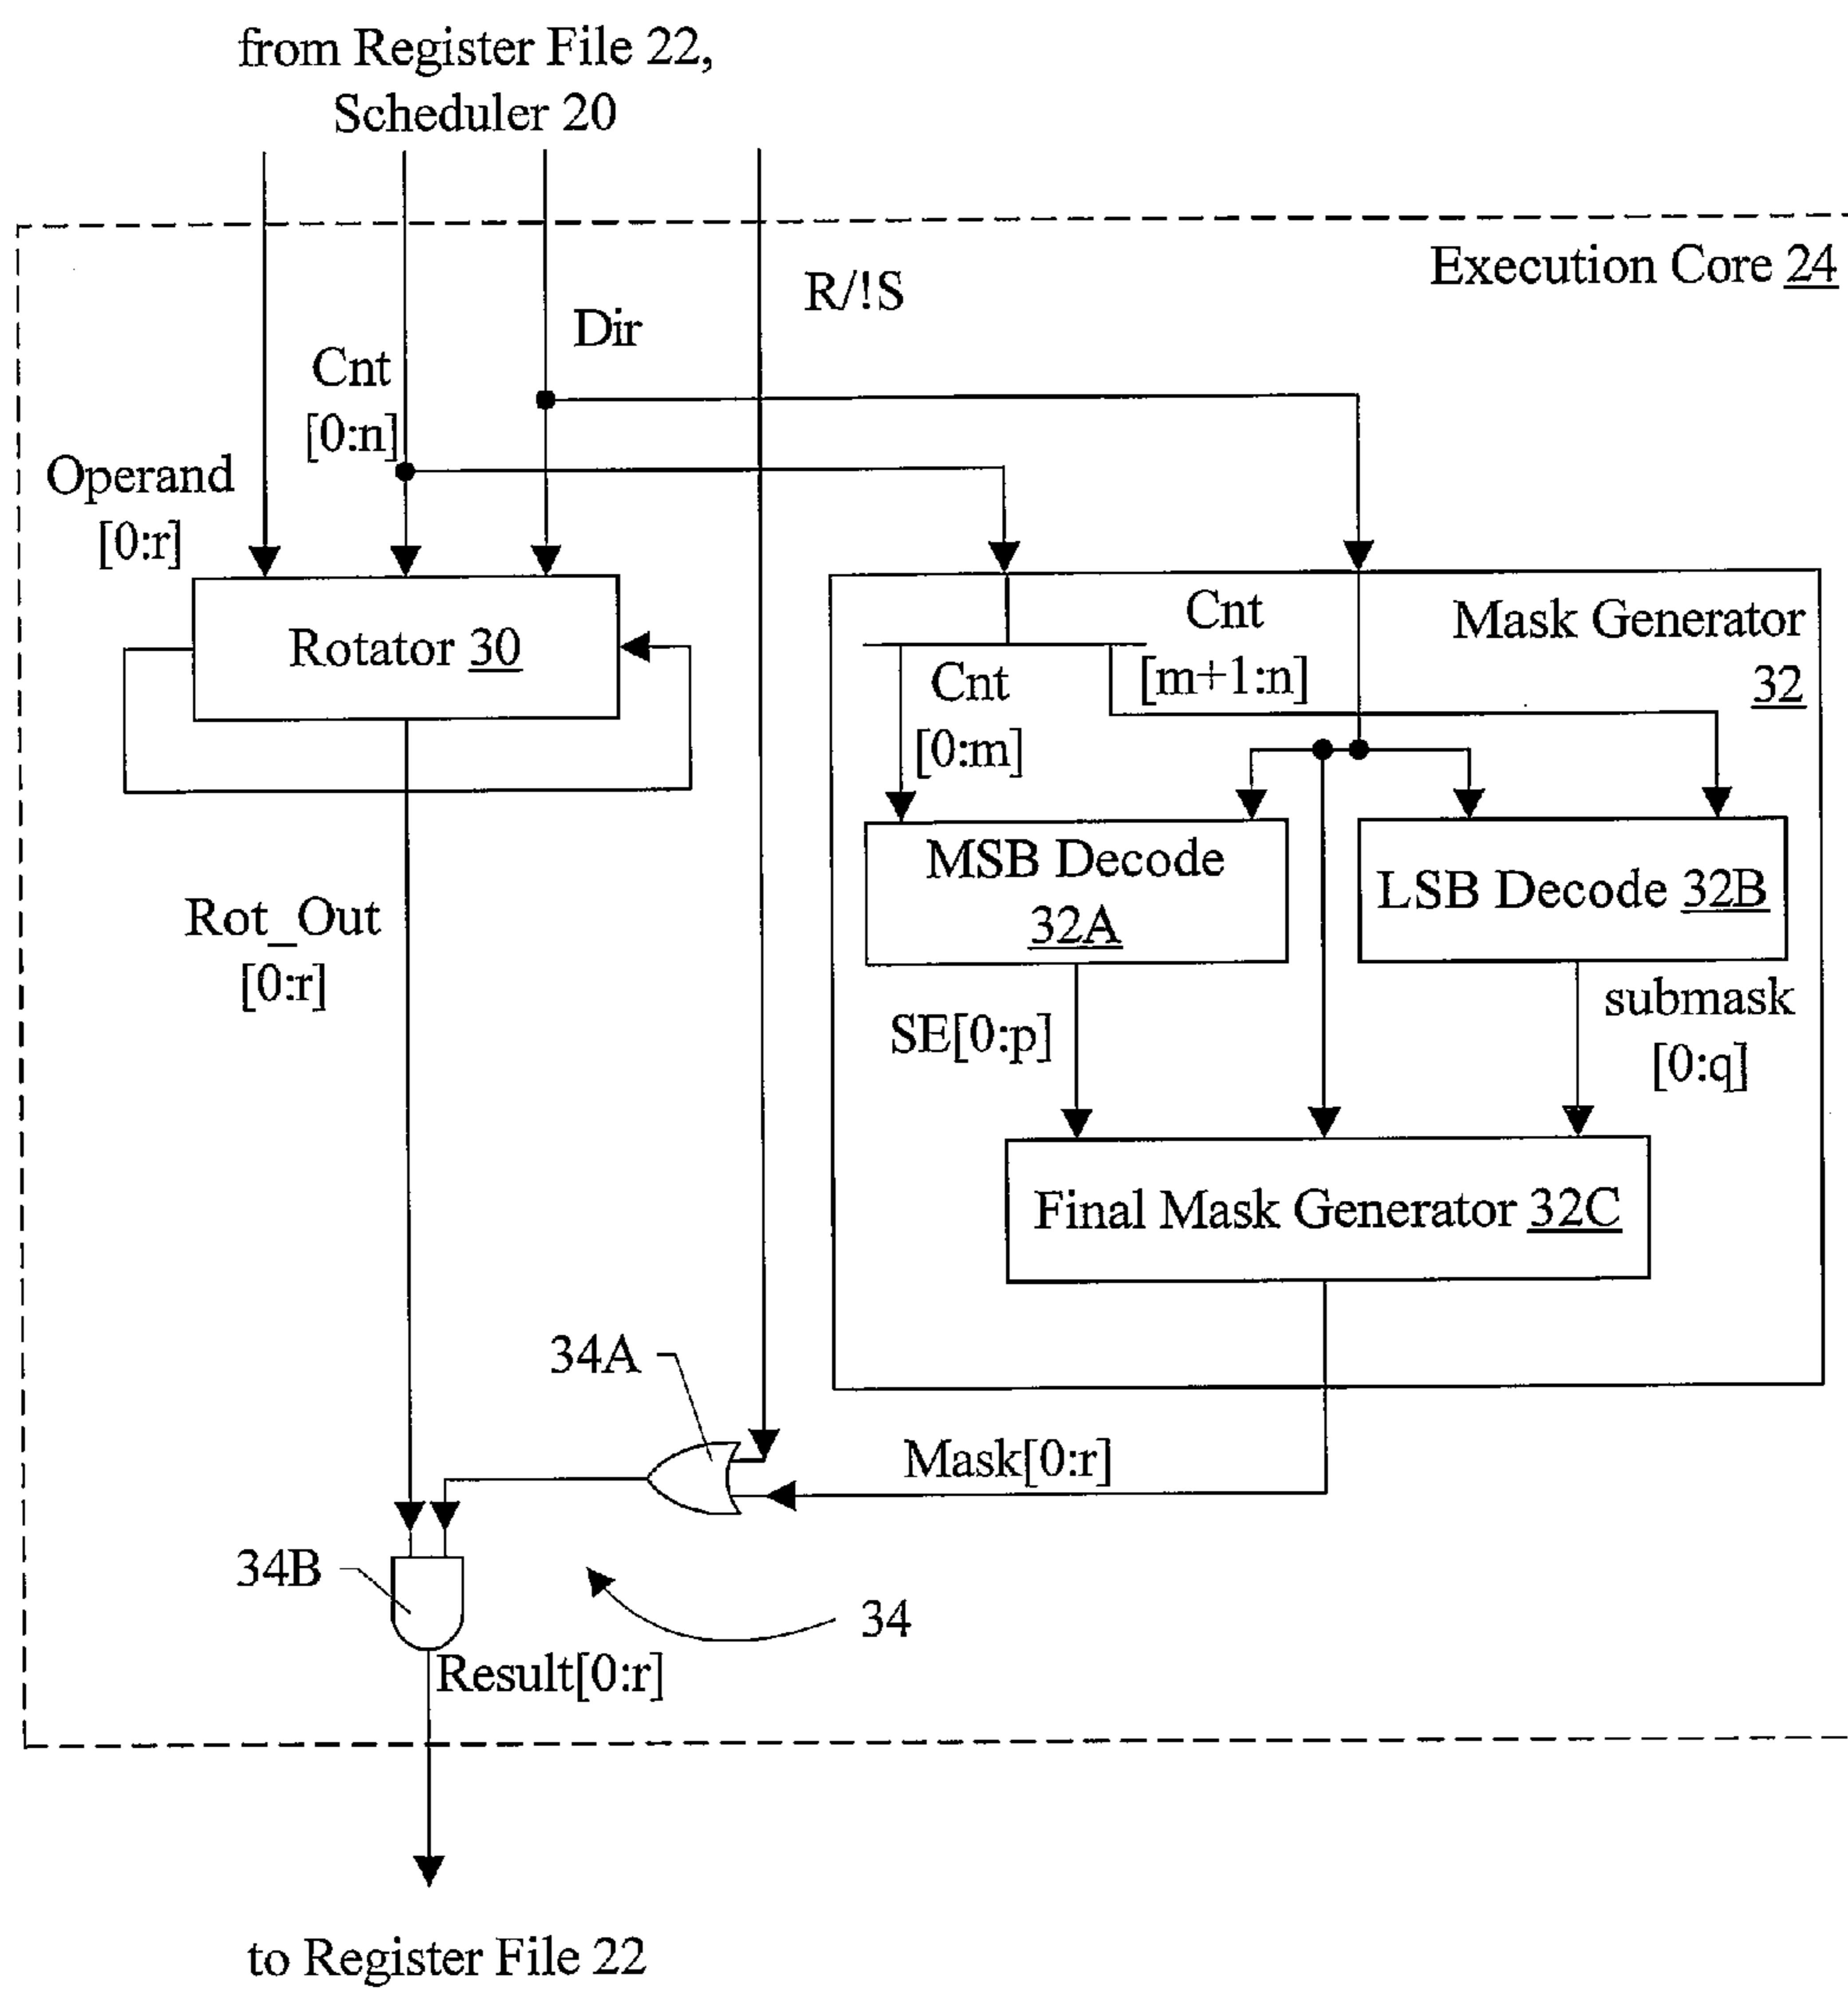 from Register File 22,
Scheduler 20
Execution Core 24
R/!S
Dir
Cnt
[0:n]
Operand
[0:r]
Rotator 30
Mask Generator
32
Cnt
[m+1:n]
Cnt
[0:m]
MSB Decode
32A
LSB Decode 32B
Rot_Out
[0:r]
SE[0:p]
submask
[0:q]
Final Mask Generator 32C
34A
Mask[0:r]
34B
34
Result[0:r]
to Register File 22